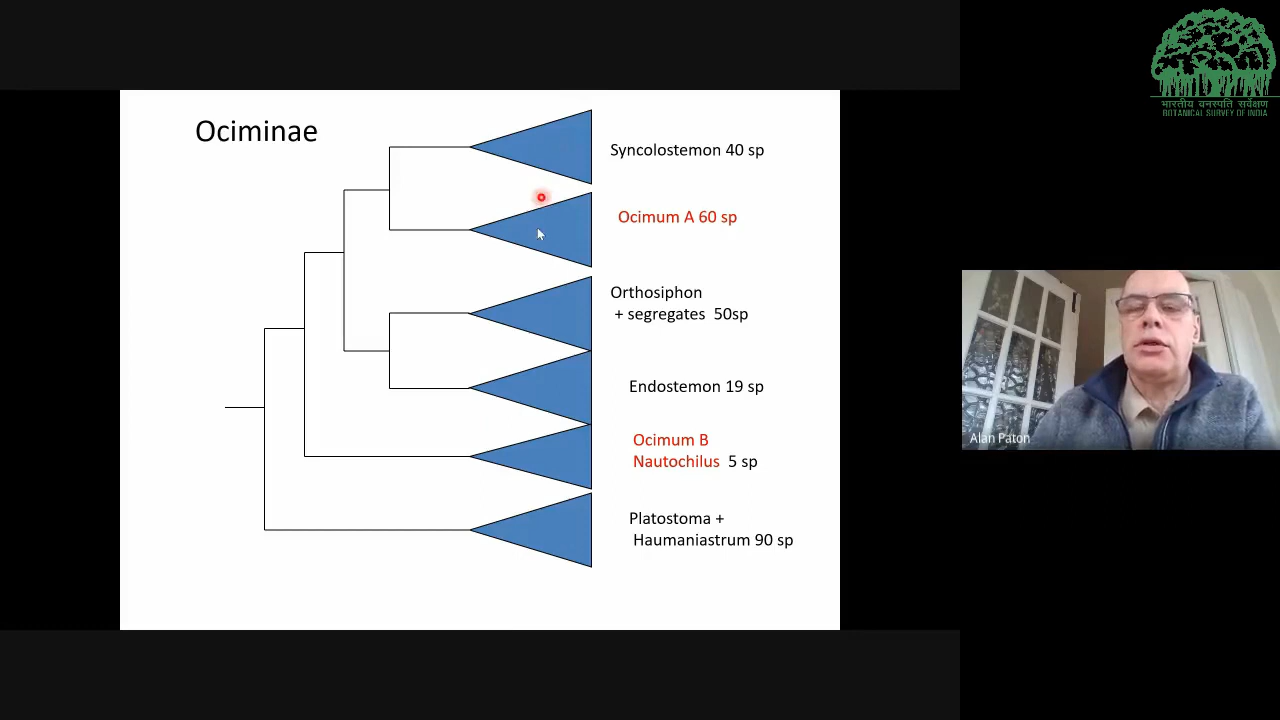 Ociminae
Syncolostemon 40 sp
Ocimum A 60 sp
Orthosiphon
+ segregates 50sp
Endostemon 19 sp
Ocimum B
Nautochilus 5 sp
Platostoma +
Haumaniastrum 90 sp
भारतीय वनस्पति सर्वेक्षण
BOTANICAL SURVEY OF INDIA
Alan Paton